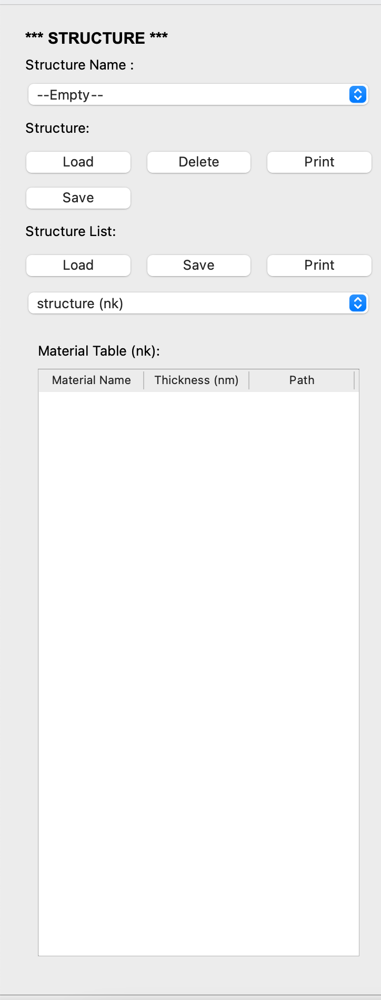 *** STRUCTURE ***
Structure Name :
--Empty--
Structure:
Load Delete Print
Save
Structure List:
Load Save Print
structure (nk)
Material Table (nk):
Material Name Thickness (nm) Path